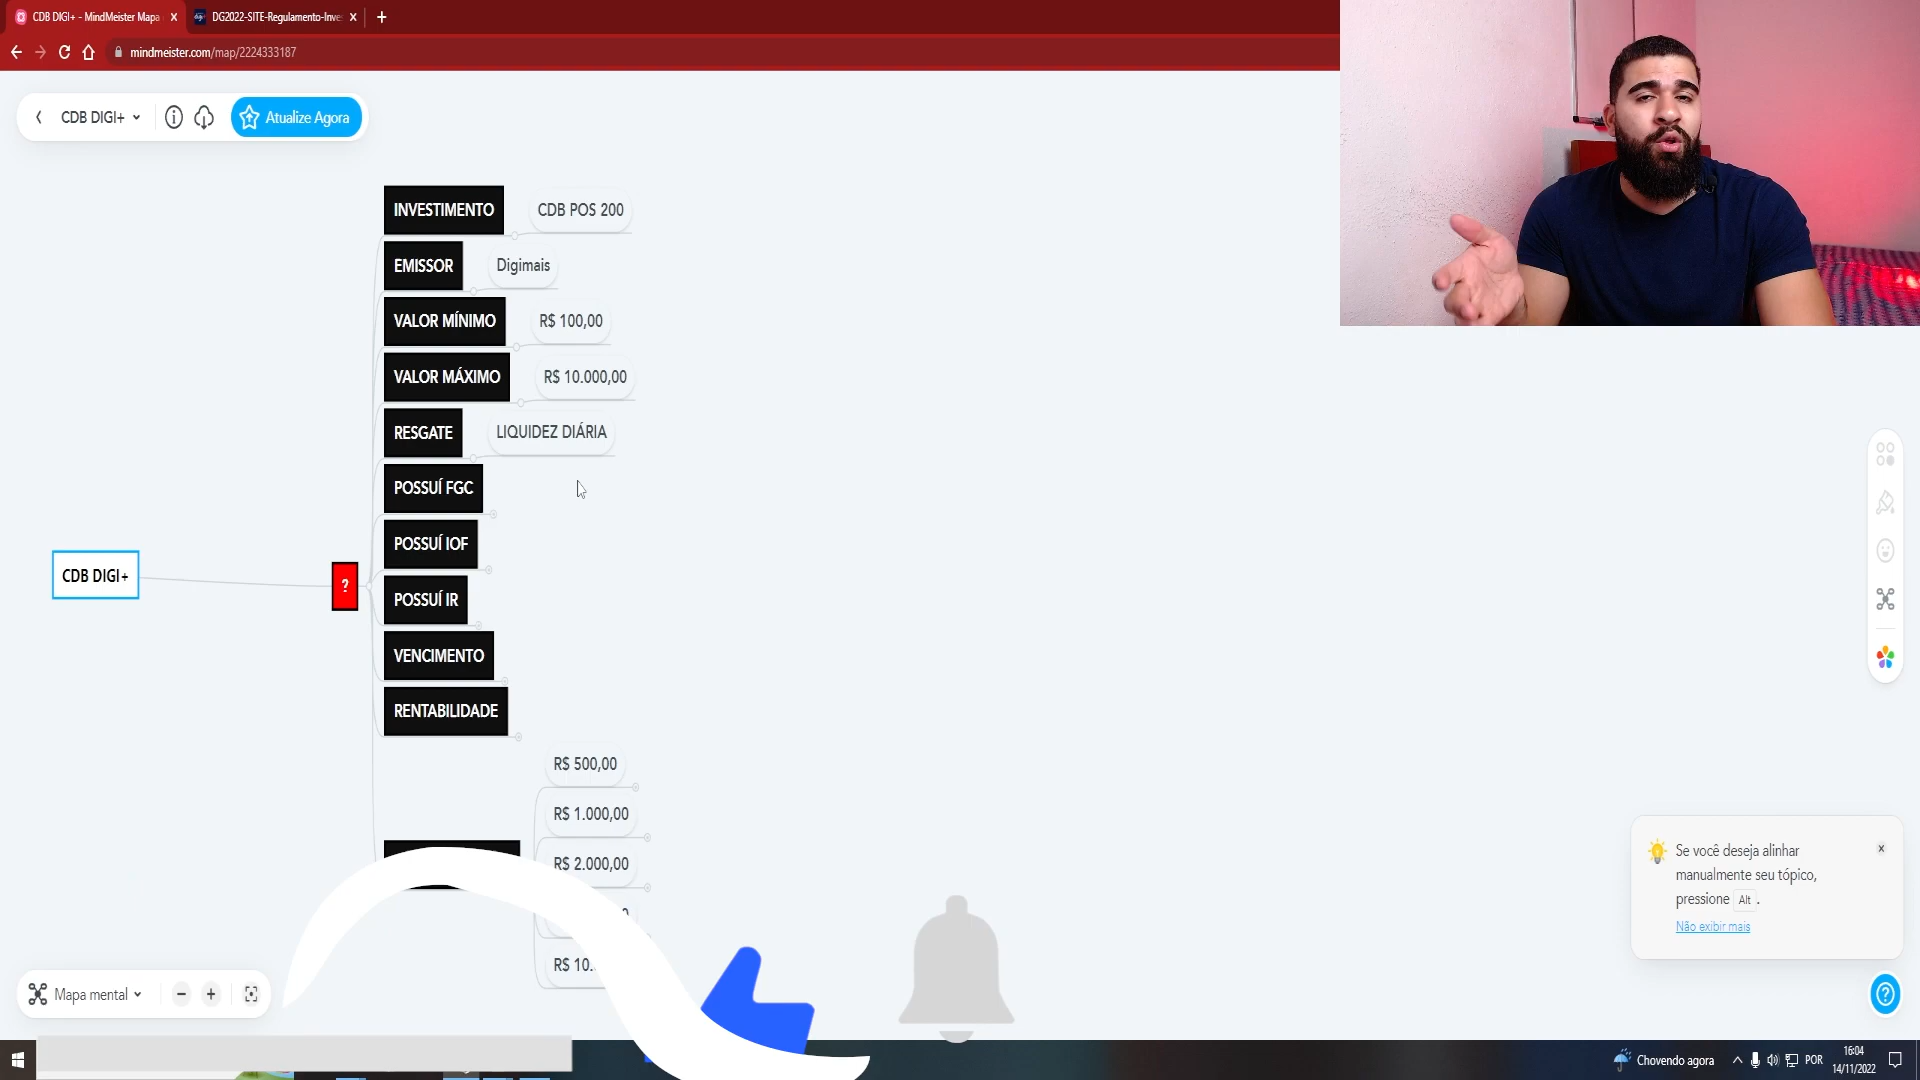 CDB DIGI+ - MindMeister Mapa
DG2022-SITE-Regulamento-Inve
mindmeister.com/map/2224333187
CDB DIGI+
Atualize Agora
INVESTIMENTO
CDB POS 200
EMISSOR
Digimais
VALOR MÍNIMO
R$ 100,00
VALOR MÁXIMO
R$ 10.000,00
RESGATE
LIQUIDEZ DIÁRIA
POSSUÍ FGC
POSSUÍ IOF
CDB DIGI+
?
POSSUÍ IR
VENCIMENTO
RENTABILIDADE
R$ 500,00
R$ 1.000,00
R$ 2.000,00
R$ 10.
Se você deseja alinhar
manualmente seu tópico,
pressione Alt .
Não exibir mais
Mapa mental
Chovendo agora
POR
16:04
14/11/2022